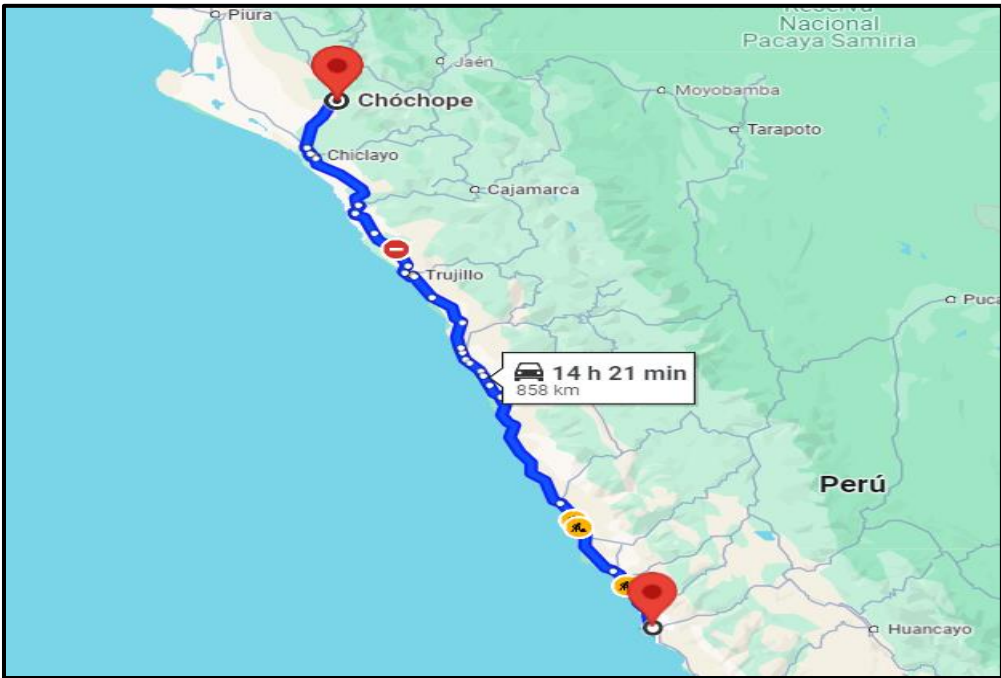 Piura
Reserva
Nacional
Pacaya Samiria
Jaén
Chóchope
Moyobamba
Tarapoto
Chiclayo
Cajamarca
Trujillo
Puca
14 h 21 min
858 km
Perú
Huancayo